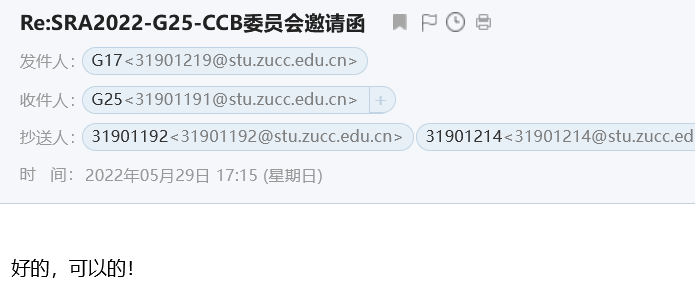 Re:SRA2022-G25-CCB委员会邀请函
发件人：G17<31901219@stu.zucc.edu.cn>
收件人：G25<31901191@stu.zucc.edu.cn>
抄送人：31901192<31901192@stu.zucc.edu.cn> 31901214<31901214@stu.zucc.ed
时 间：2022年05月29日 17:15 (星期日)
好的，可以的！